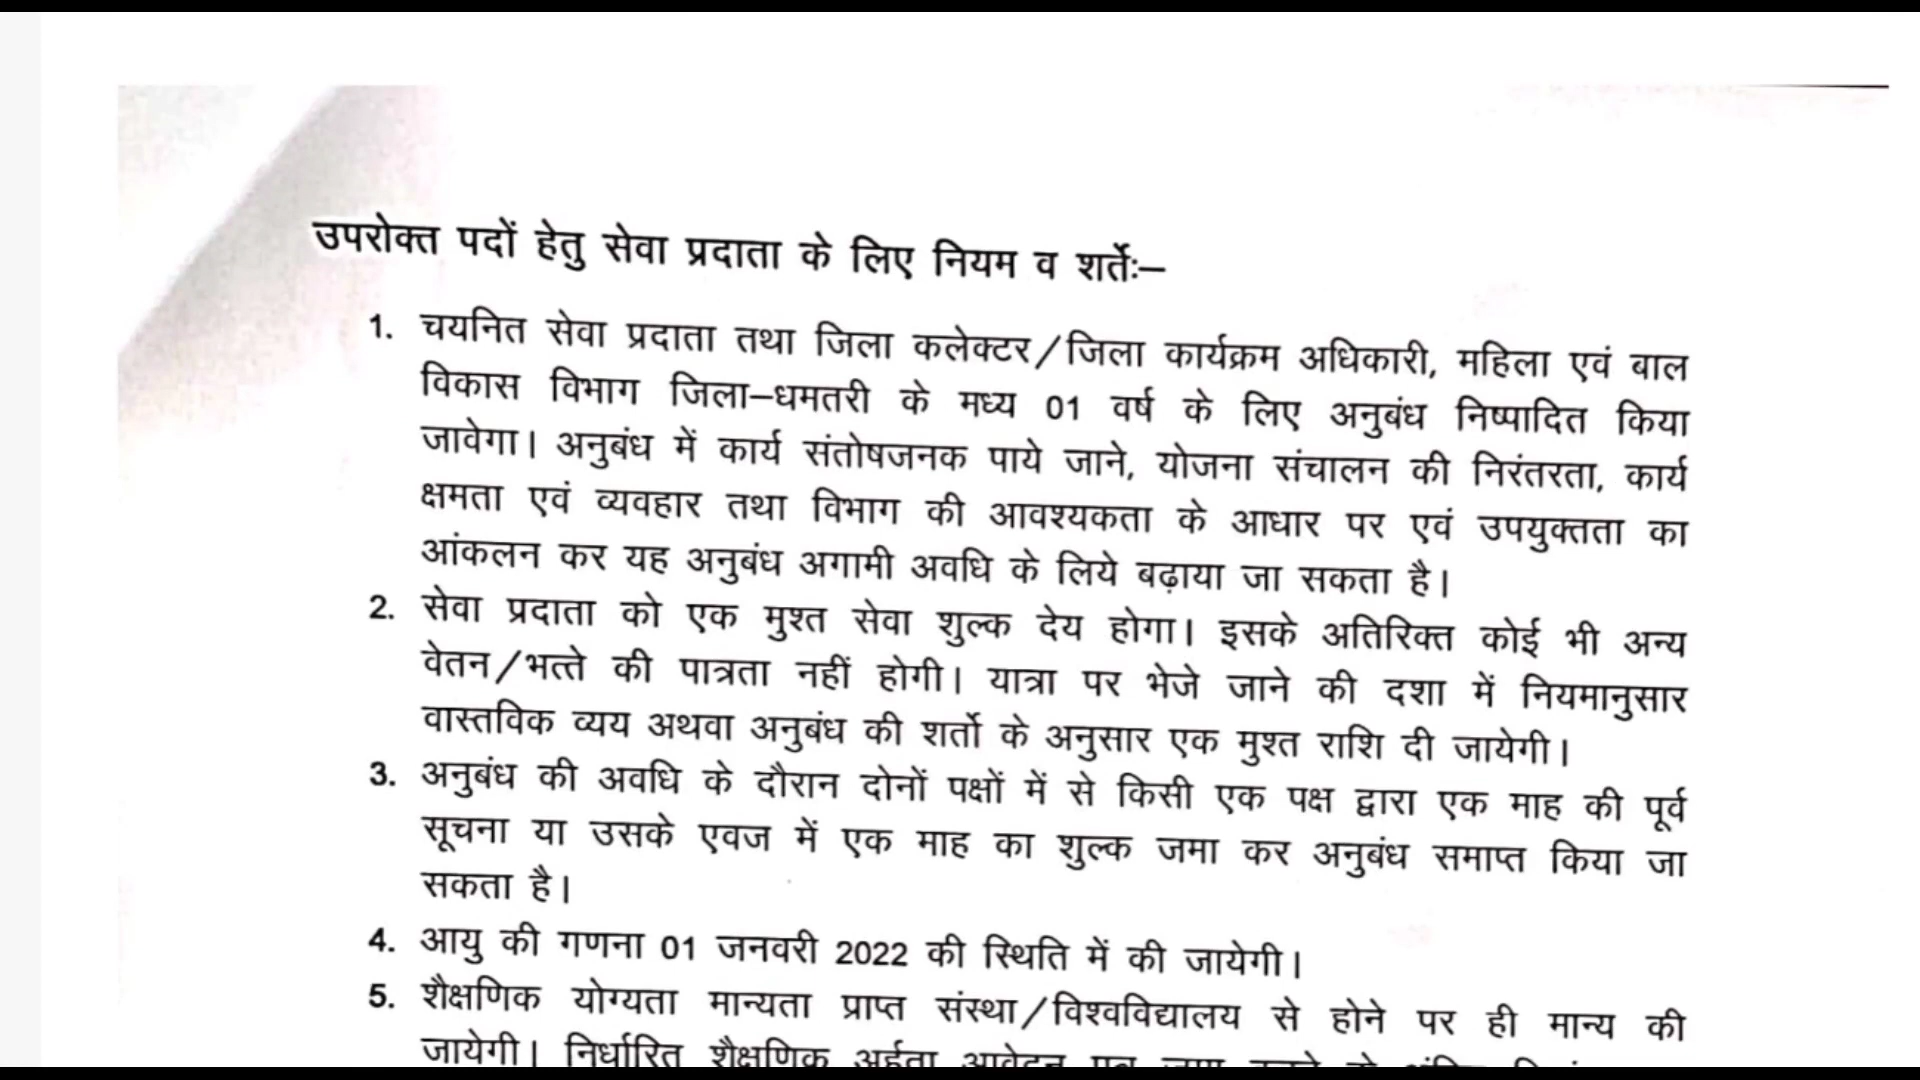 उपरोक्त पदों हेतु सेवा प्रदाता के लिए नियम व शर्तेः–
1. चयनित सेवा प्रदाता तथा जिला कलेक्टर/जिला कार्यक्रम अधिकारी, महिला एवं बाल
विकास विभाग जिला–धमतरी के मध्य 01 वर्ष के लिए अनुबंध निष्पादित किया
जावेगा। अनुबंध में कार्य संतोषजनक पाये जाने, योजना संचालन की निरंतरता, कार्य
क्षमता एवं व्यवहार तथा विभाग की आवश्यकता के आधार पर एवं उपयुक्तता का
आंकलन कर यह अनुबंध अगामी अवधि के लिये बढ़ाया जा सकता है।
2. सेवा प्रदाता को एक मुश्त सेवा शुल्क देय होगा। इसके अतिरिक्त कोई भी अन्य
वेतन/भत्ते की पात्रता नहीं होगी। यात्रा पर भेजे जाने की दशा में नियमानुसार
वास्तविक व्यय अथवा अनुबंध की शर्तो के अनुसार एक मुश्त राशि दी जायेगी।
3. अनुबंध की अवधि के दौरान दोनों पक्षों में से किसी एक पक्ष द्वारा एक माह की पूर्व
सूचना या उसके एवज में एक माह का शुल्क जमा कर अनुबंध समाप्त किया जा
सकता है।
4. आयु की गणना 01 जनवरी 2022 की स्थिति में की जायेगी।
5. शैक्षणिक योग्यता मान्यता प्राप्त संस्था/विश्वविद्यालय से होने पर ही मान्य की
जायेगी। निर्धारित शैक्षणिक अर्हता आवेदन पत्र